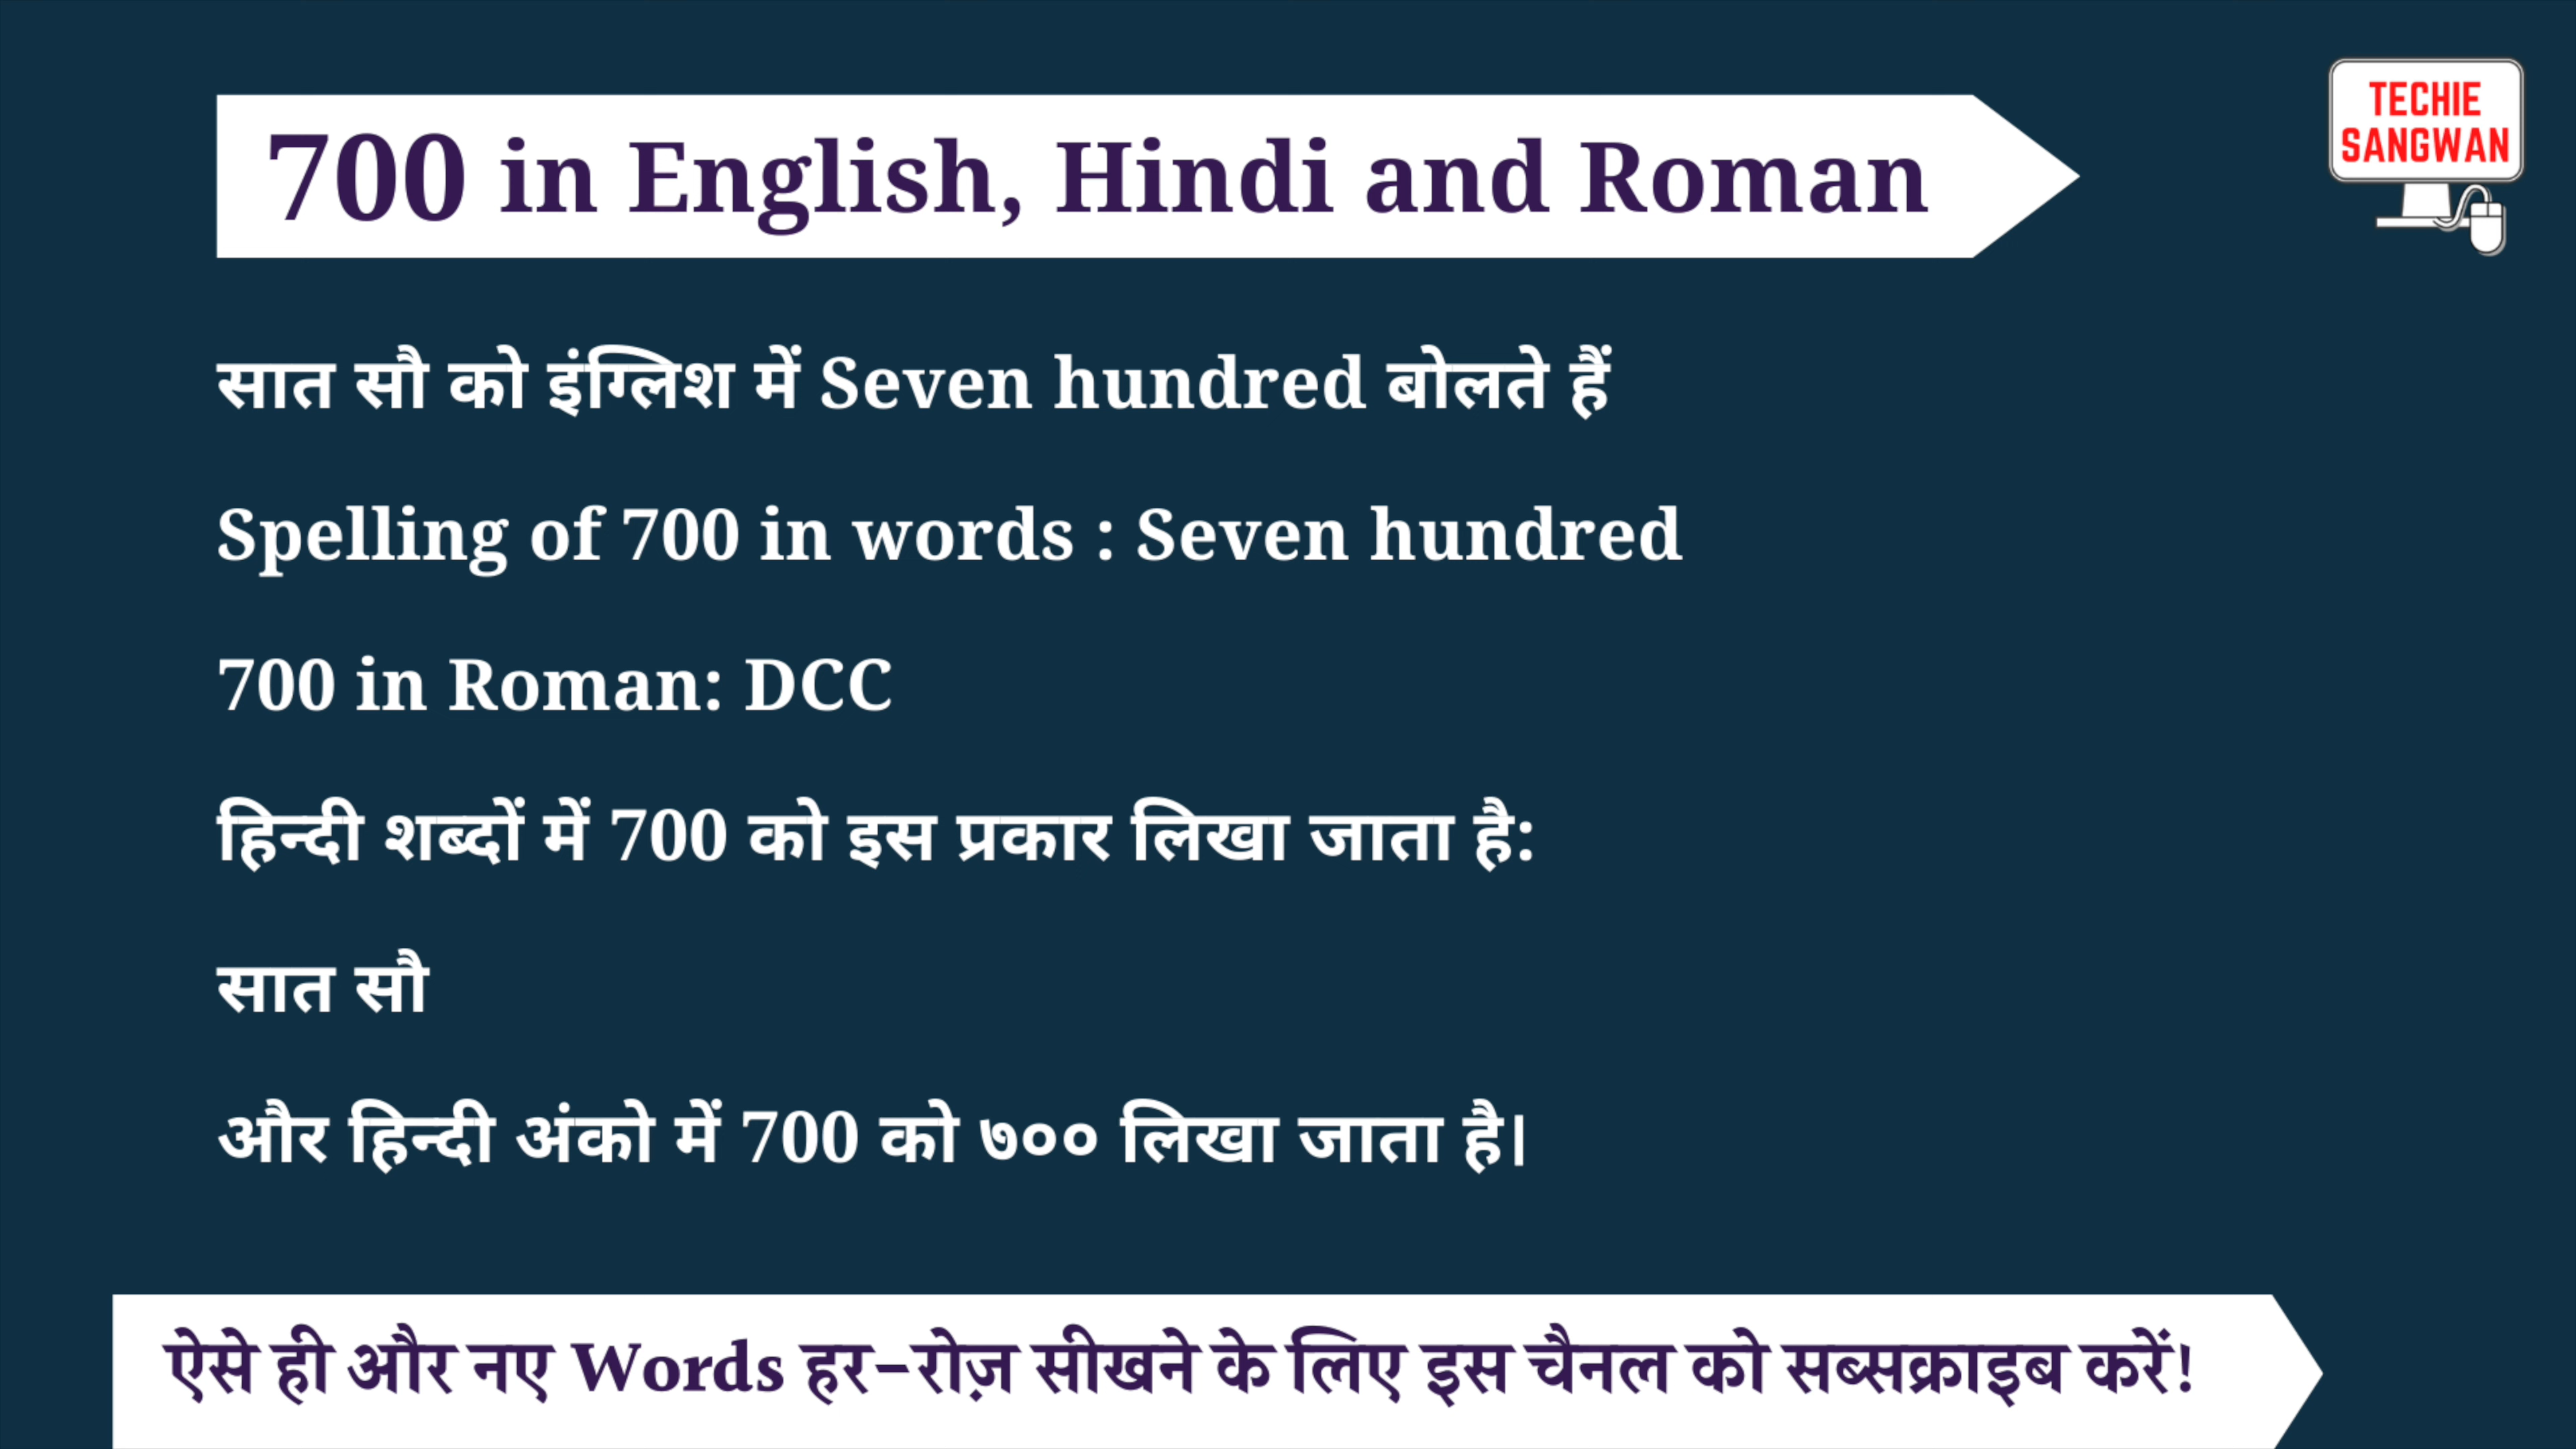 700 in English, Hindi and Roman
TECHIE
SANGWAN
सात सौ को इंग्लिश में Seven hundred बोलते हैं
Spelling of 700 in words : Seven hundred
700 in Roman: DCC
हिन्दी शब्दों में 700 को इस प्रकार लिखा जाता है:
सात सौ
और हिन्दी अंको में 700 को ७०० लिखा जाता है।
ऐसे ही और नए Words हर-रोज़ सीखने के लिए इस चैनल को सब्सक्राइब करें!